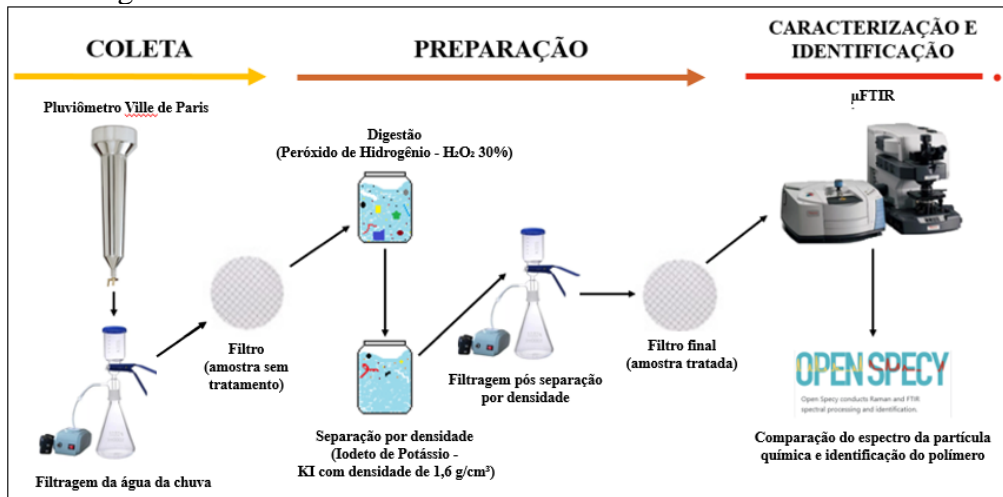 COLETA
Pluviômetro Ville de Paris
Filtragem da água da chuva
Filtro
(amostra sem
tratamento)
PREPARAÇÃO
Digestão
(Peróxido de Hidrogênio - H₂O₂ 30%)
Separação por densidade
(Iodeto de Potássio -
KI com densidade de 1,6 g/cm³)
Filtragem pós separação
por densidade
Filtro final
(amostra tratada)
CARACTERIZAÇÃO E
IDENTIFICAÇÃO
µFTIR
:
OPEN SPECY
Open Specy conducts Raman and FTIR
spectral processing and identification.
Comparação do espectro da partícula
química e identificação do polímero